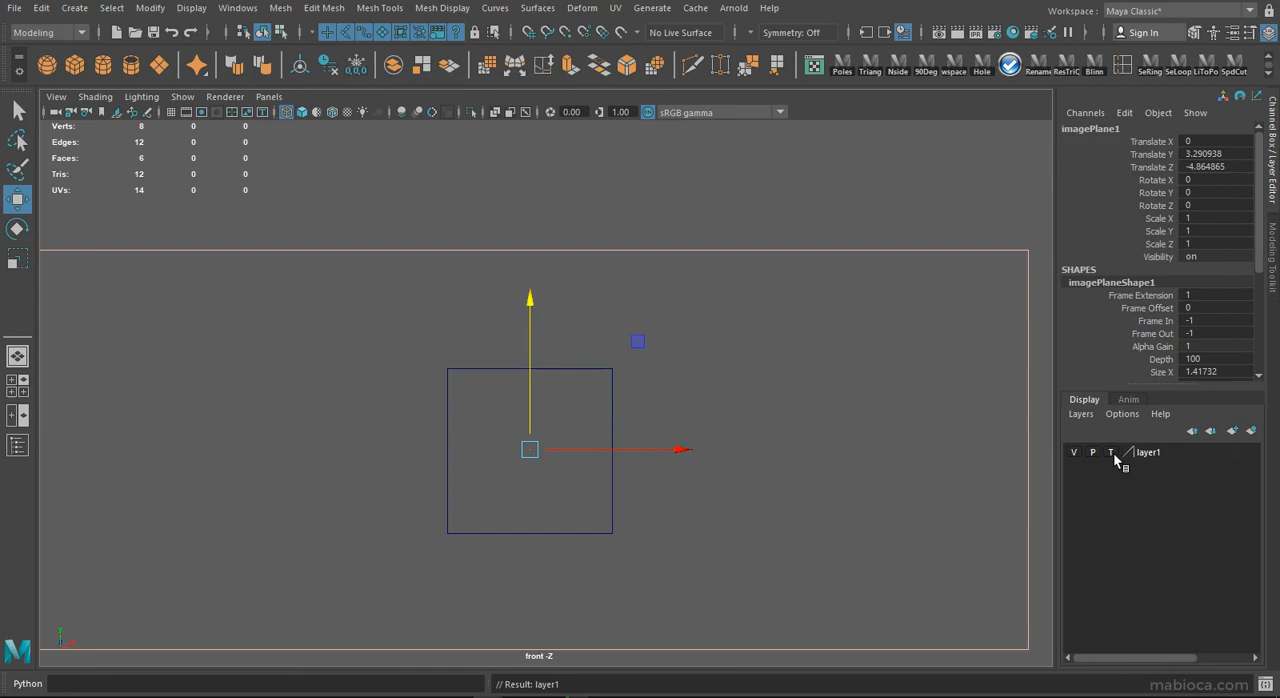 File Edit Create Select Modify Display Windows Mesh Edit Mesh Mesh Tools Mesh Display Curves Surfaces Deform UV Generate Cache Arnold Help
Workspace : Maya Classic*
Modeling
No Live Surface
Symmetry: Off
Sign In
Poles Triang Nside 90Deg wspace Hole Rename ResTriC Blinn SeRing SeLoop LiToPo SpdCut
View Shading Lighting Show Renderer Panels
0.00 1.00 sRGB gamma
Verts: 8 0 0
Edges: 12 0 0
Faces: 6 0 0
Tris: 12 0 0
UVs: 14 0 0
front -Z
y
Channels Edit Object Show
imagePlane1
Translate X 0
Translate Y 3.290938
Translate Z -4.864865
Rotate X 0
Rotate Y 0
Rotate Z 0
Scale X 1
Scale Y 1
Scale Z 1
Visibility on
SHAPES
imagePlaneShape1
Frame Extension 1
Frame Offset 0
Frame In -1
Frame Out -1
Alpha Gain 1
Depth 100
Size X 1.41732
Display Anim
Layers Options Help
V P T layer1
Channel Box / Layer Editor
Modeling Toolkit
Python
// Result: layer1
mabioca.com